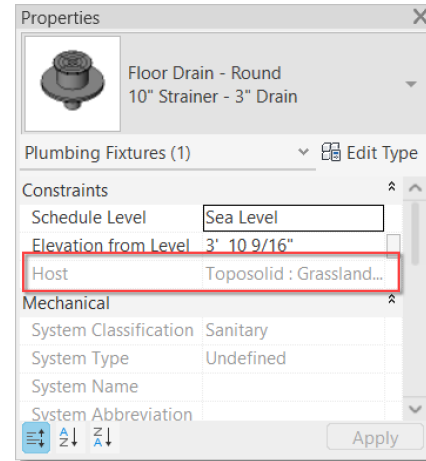 Properties
Floor Drain - Round
10" Strainer - 3" Drain
Plumbing Fixtures (1) Edit Type
Constraints
Schedule Level Sea Level
Elevation from Level 3' 10 9/16"
Host Toposolid : Grassland...
Mechanical
System Classification Sanitary
System Type Undefined
System Name
System Abbreviation
Apply